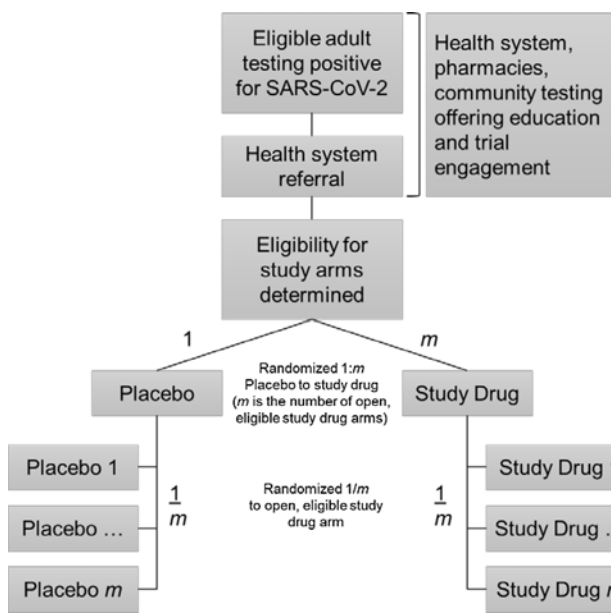 Eligible adult
testing positive
for SARS-CoV-2
Health system,
pharmacies,
community testing
offering education
and trial
engagement
Health system
referral
Eligibility for
study arms
determined
1
m
Randomized 1:m
Placebo to study drug
(m is the number of open,
eligible study drug arms)
Placebo
Study Drug
Placebo 1
Placebo …
Placebo m
1
m
Randomized 1/m
to open, eligible study
drug arm
1
m
Study Drug
Study Drug
Study Drug